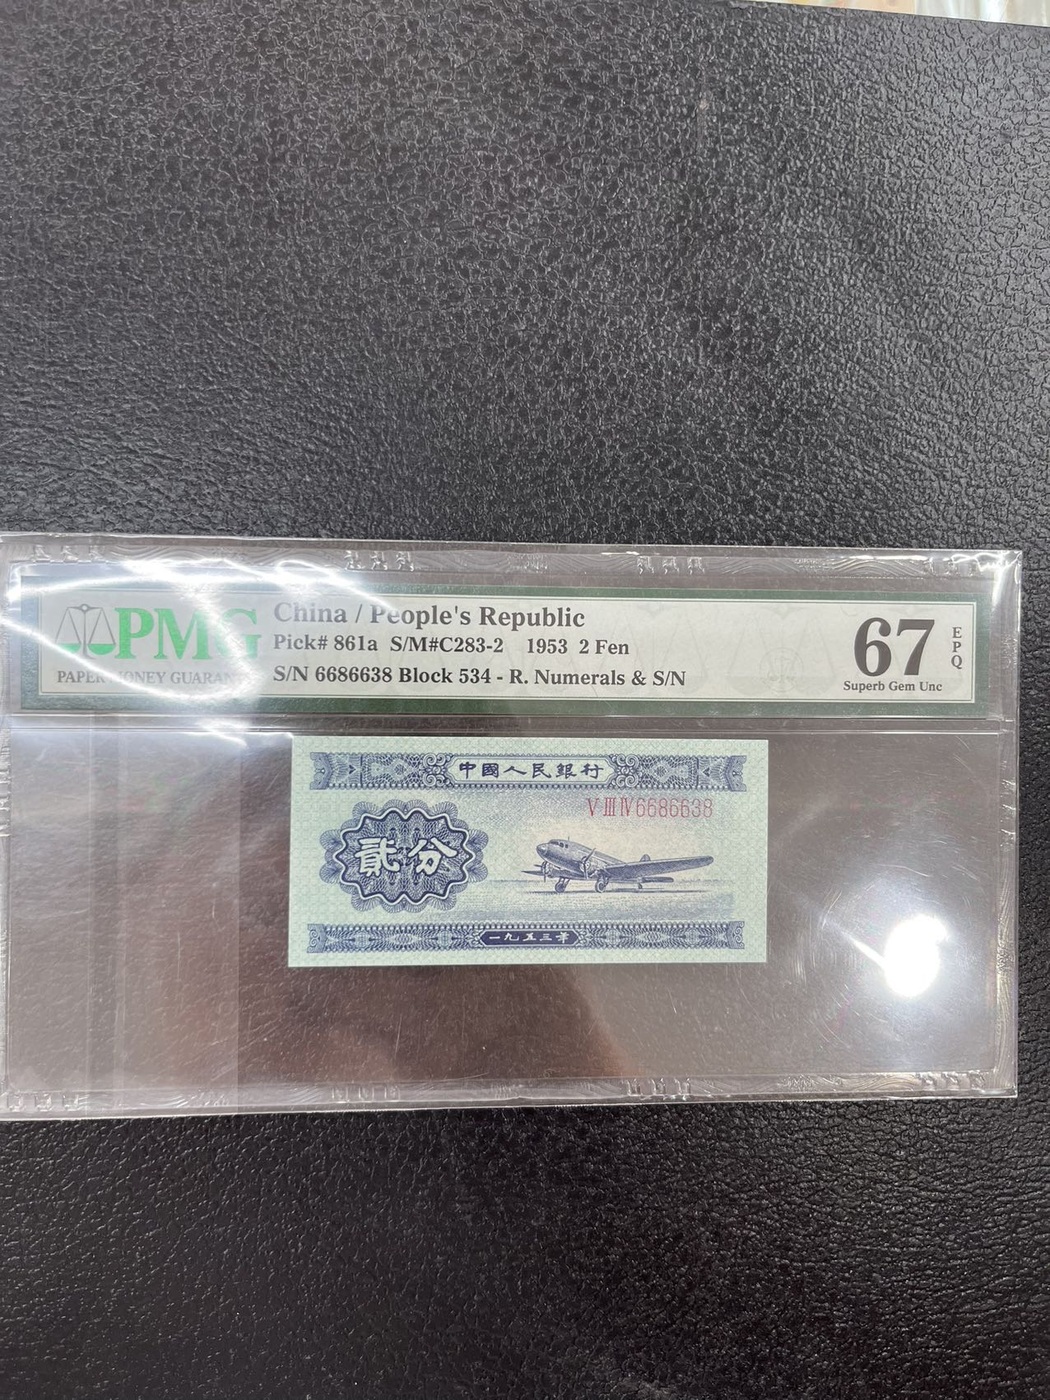 PMG
PAPER MONEY GUARANTY
China / People's Republic
Pick# 861a S/M#C283-2 1953 2 Fen
S/N 6686638 Block 534 - R. Numerals & S/N
67
EPQ
Superb Gem Unc
中國人民銀行
V III IV 6686638
貳分
一九五三年